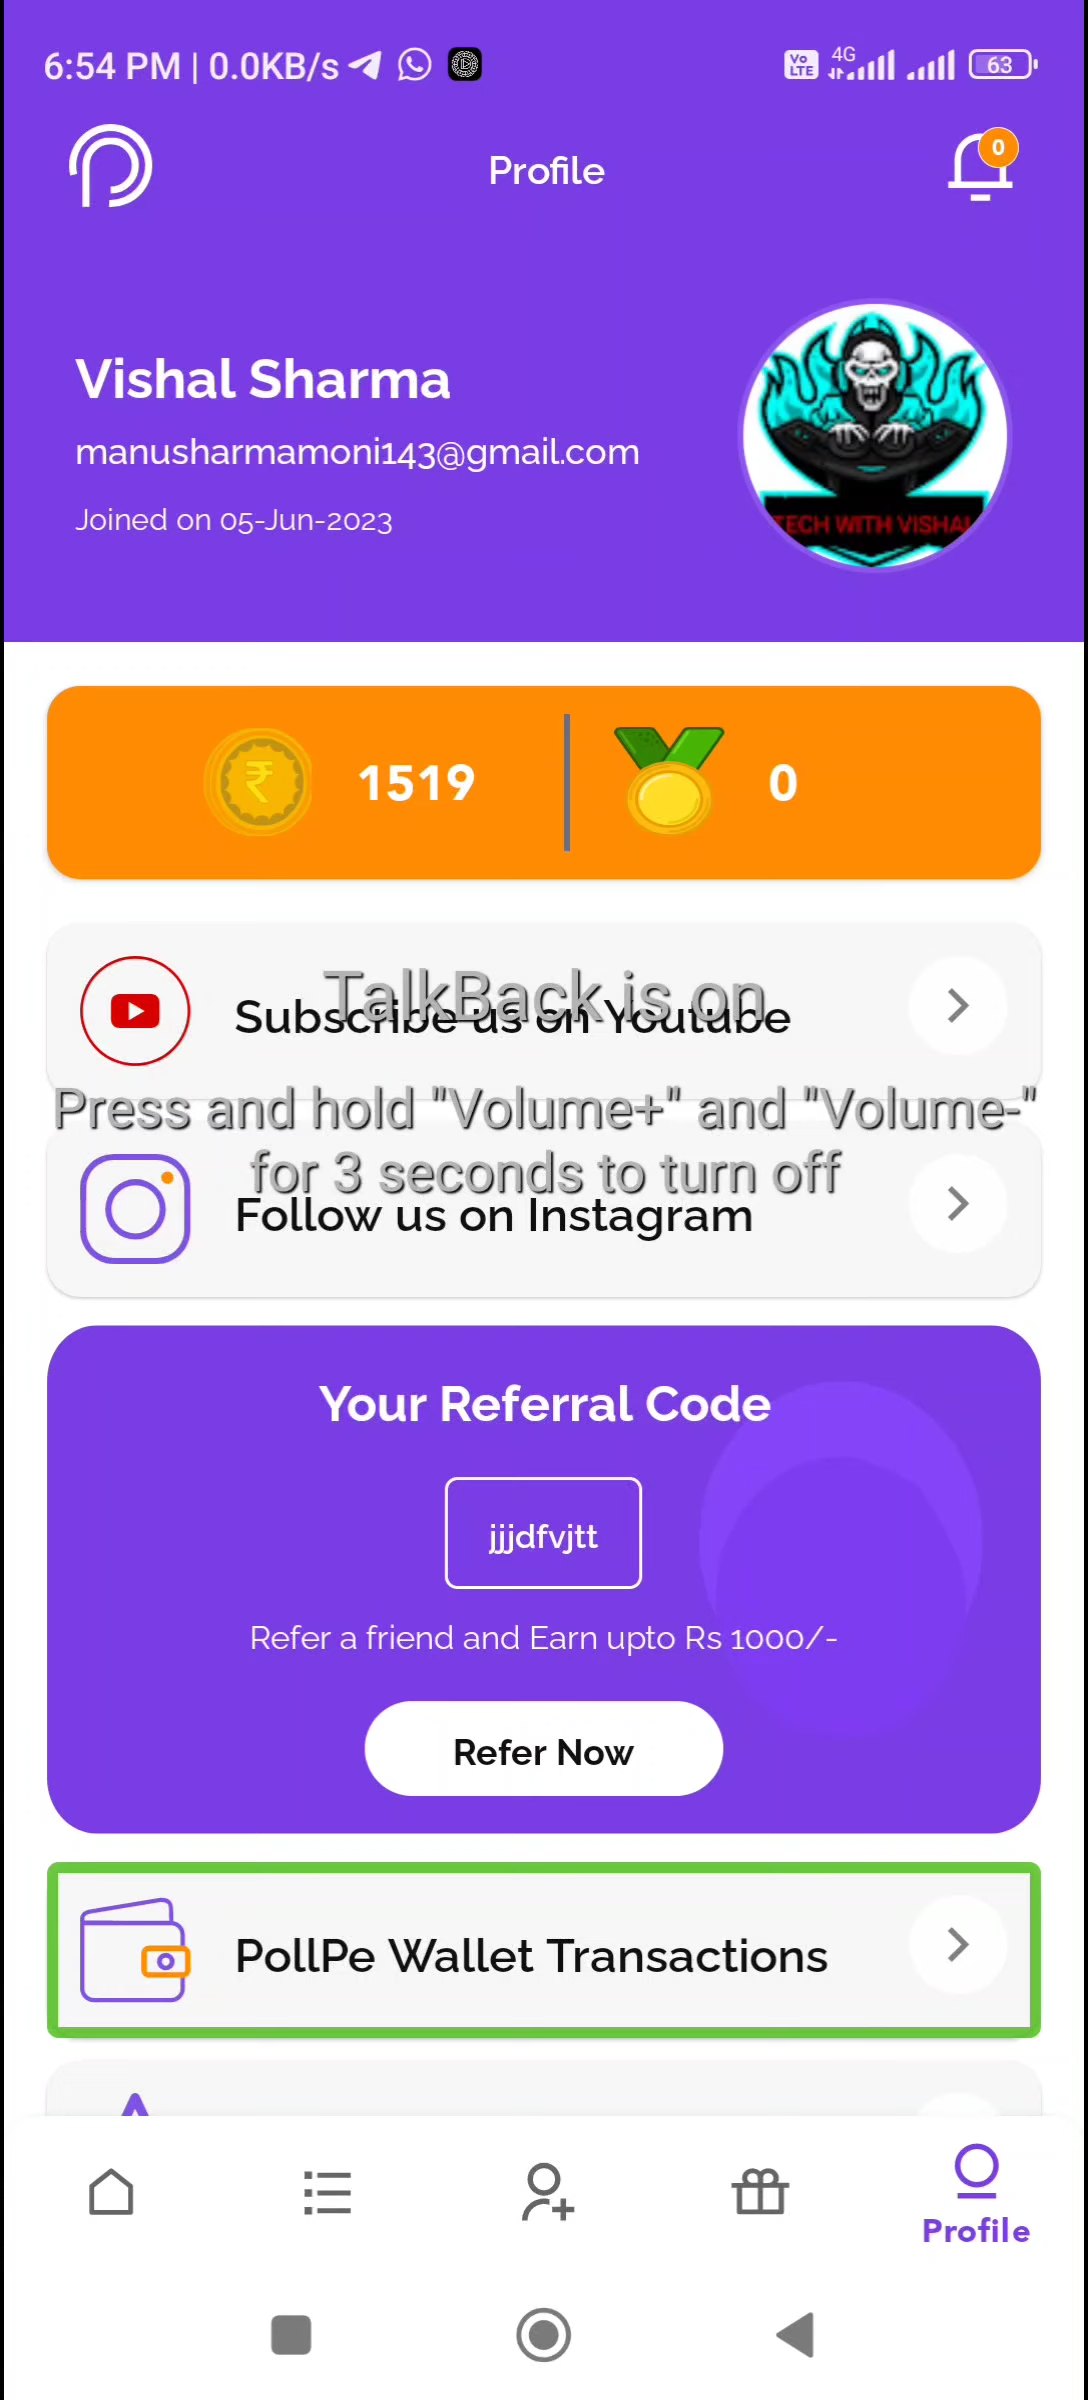 6:54 PM | 0.0KB/s
Vo LTE
4G
63
Profile
0
Vishal Sharma
manusharmamoni143@gmail.com
Joined on 05-Jun-2023
TECH WITH VISHAL
1519
0
TalkBack is on
Subscribe us on Youtube
Press and hold "Volume+" and "Volume-"
for 3 seconds to turn off
Follow us on Instagram
Your Referral Code
jjjdfvjtt
Refer a friend and Earn upto Rs 1000/-
Refer Now
PollPe Wallet Transactions
Profile